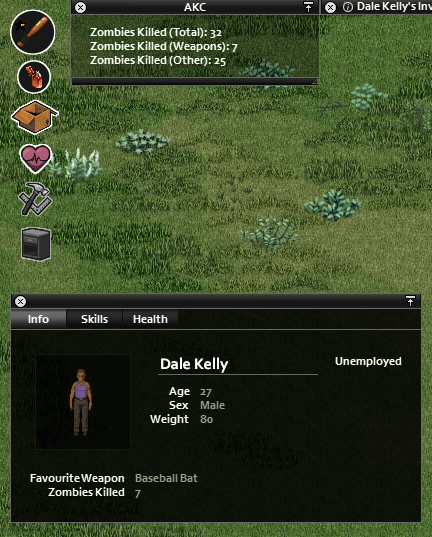 AKC
Dale Kelly's Inv
Zombies Killed (Total): 32
Zombies Killed (Weapons): 7
Zombies Killed (Other): 25
Info Skills Health
Dale Kelly
Unemployed
Age 27
Sex Male
Weight 80
Favourite Weapon Baseball Bat
Zombies Killed 7